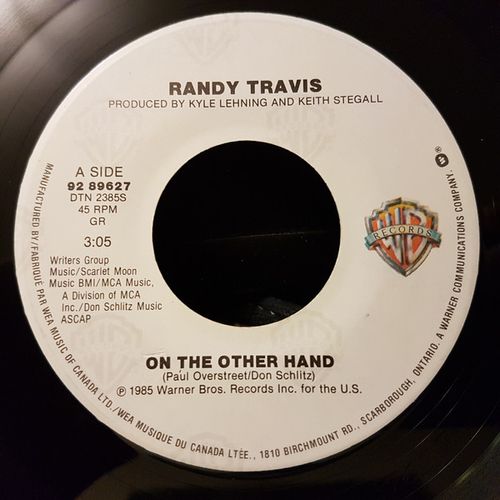 RANDY TRAVIS
PRODUCED BY KYLE LEHNING AND KEITH STEGALL
A SIDE
92 89627
DTN 2385S
45 RPM
GR
3:05
Writers Group
Music/Scarlet Moon
Music BMI/MCA Music,
A Division of MCA
Inc./Don Schlitz Music
ASCAP
WB
RECORDS
®
ON THE OTHER HAND
(Paul Overstreet/Don Schlitz)
℗ 1985 Warner Bros. Records Inc. for the U.S.
MANUFACTURED BY/FABRIQUÉ PAR WEA MUSIC OF CANADA LTD./WEA MUSIQUE DU CANADA LTÉE., 1810 BIRCHMOUNT RD., SCARBOROUGH, ONTARIO. A WARNER COMMUNICATIONS COMPANY.